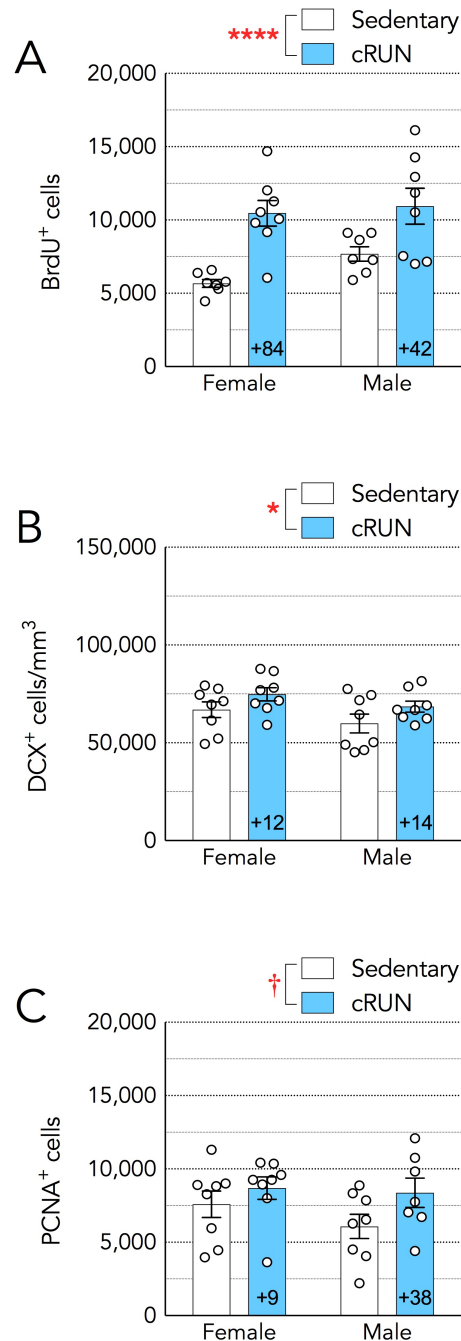 **** Sedentary
cRUN
A
20,000
15,000
10,000
5,000
0
BrdU⁺ cells
+84 +42
Female Male
* Sedentary
cRUN
B
150,000
100,000
50,000
0
DCX⁺ cells/mm³
+12 +14
Female Male
† Sedentary
cRUN
C
20,000
15,000
10,000
5,000
0
PCNA⁺ cells
+9 +38
Female Male